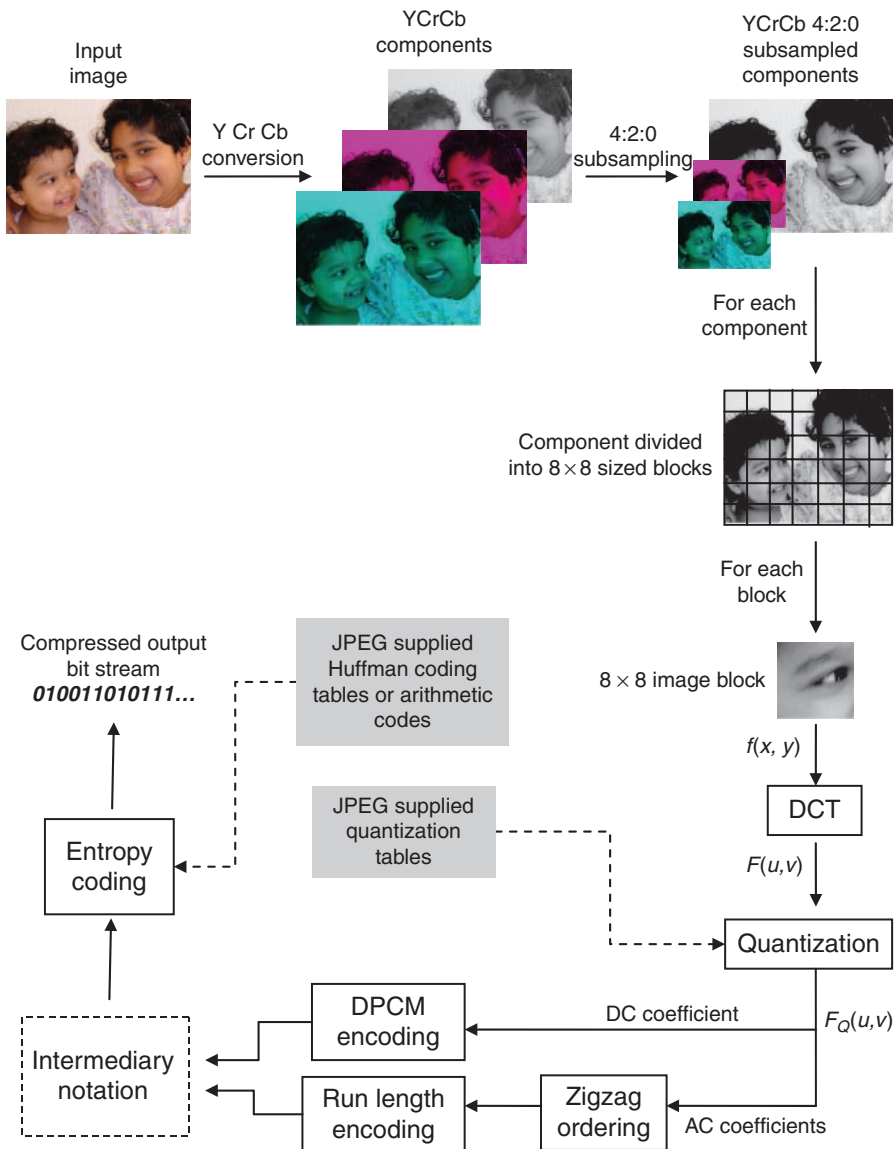 Input
image
Y Cr Cb
conversion
YCrCb
components
4:2:0
subsampling
YCrCb 4:2:0
subsampled
components
For each
component
Component divided
into 8 × 8 sized blocks
For each
block
8 × 8 image block
f(x, y)
DCT
F(u,v)
JPEG supplied
quantization
tables
Quantization
F_Q(u,v)
DC coefficient
DPCM
encoding
AC coefficients
Zigzag
ordering
Run length
encoding
Intermediary
notation
JPEG supplied
Huffman coding
tables or arithmetic
codes
Entropy
coding
Compressed output
bit stream
010011010111...